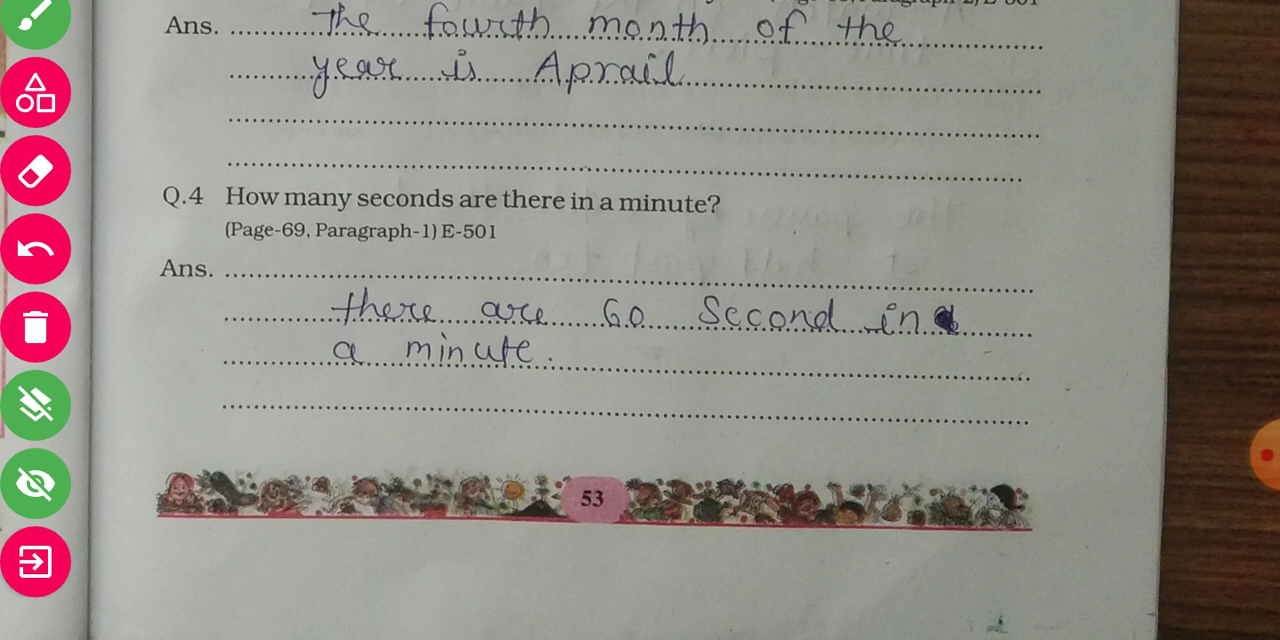 Ans. the fourth month of the
year is Aprail
Q.4 How many seconds are there in a minute?
(Page-69, Paragraph-1) E-501
Ans.
there are 60 Second in
a minute.
53